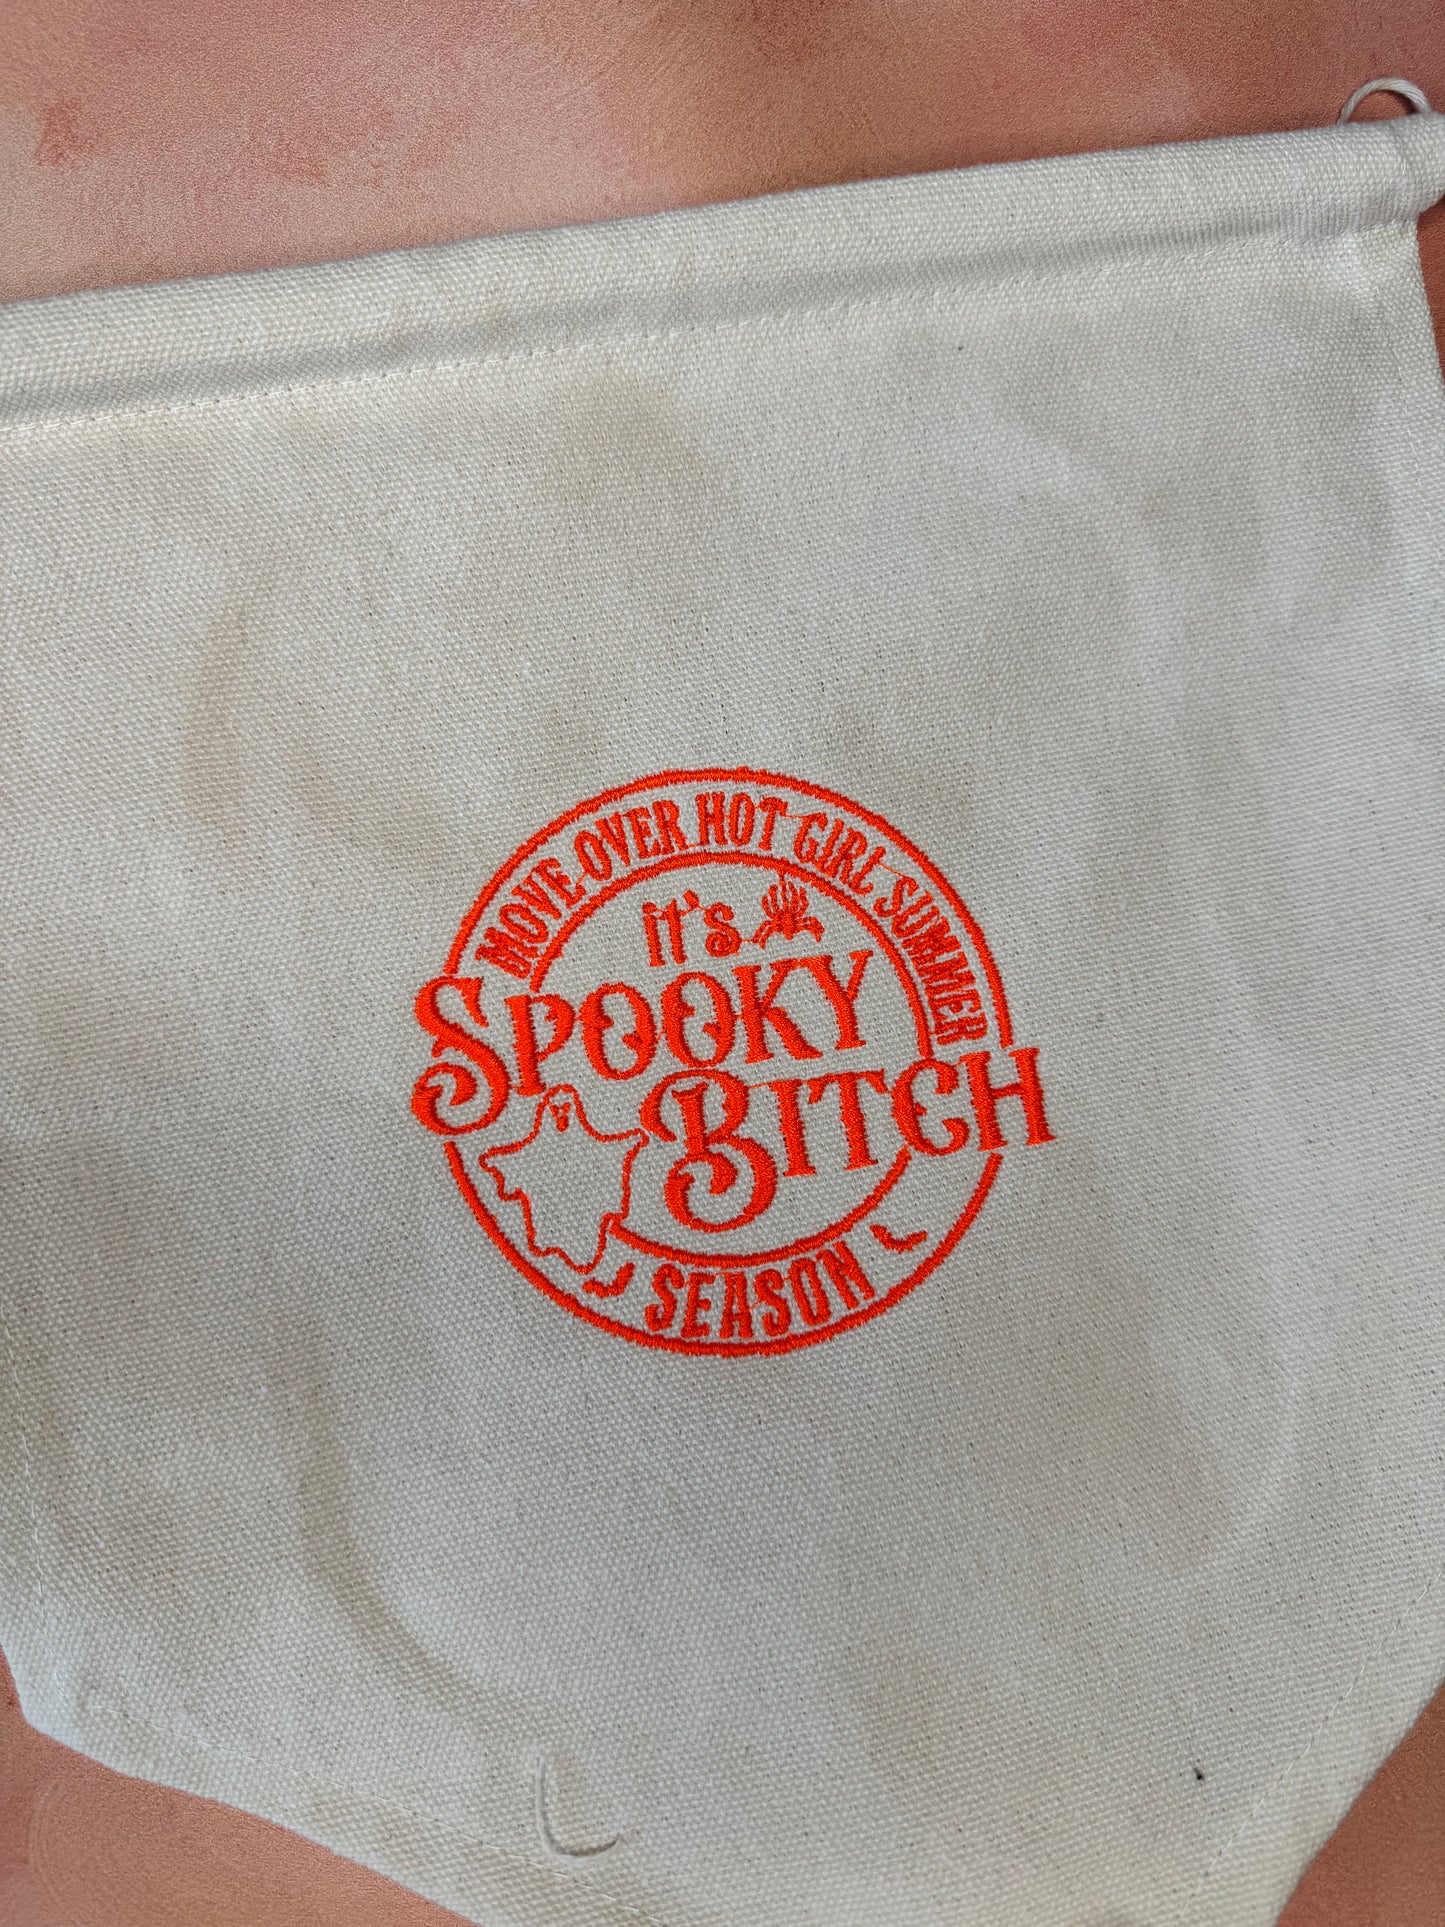 MOVE OVER HOT GIRL SUMMER
it's
SPOOKY
BITCH
SEASON